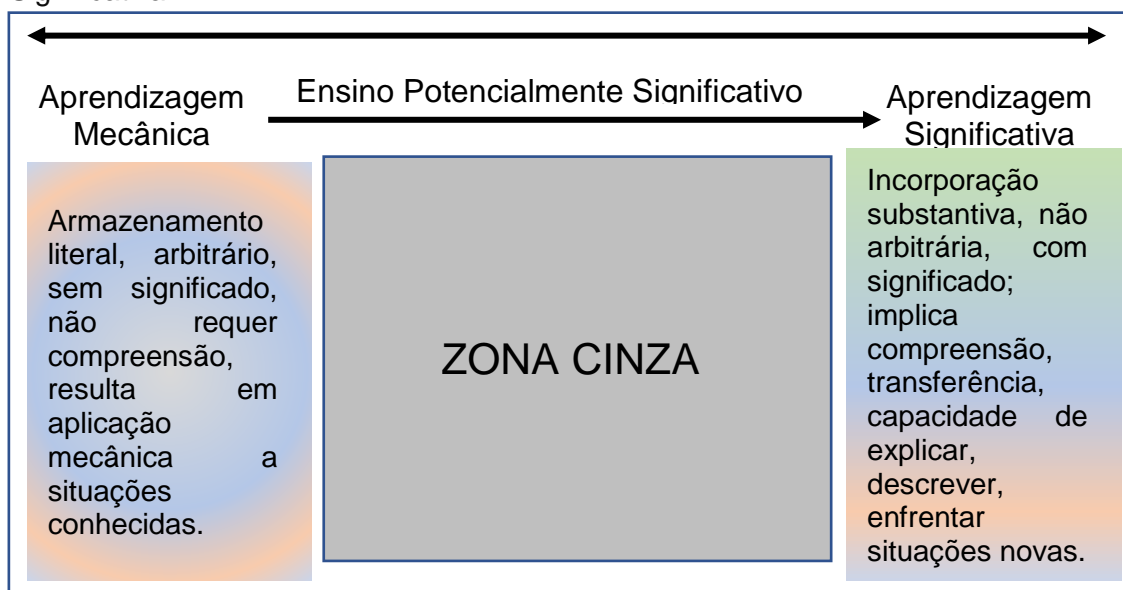 Aprendizagem
Mecânica
Ensino Potencialmente Significativo
Aprendizagem
Significativa
Armazenamento
literal, arbitrário,
sem significado,
não requer
compreensão,
resulta em
aplicação
mecânica a
situações
conhecidas.
ZONA CINZA
Incorporação
substantiva, não
arbitrária, com
significado;
implica
compreensão,
transferência,
capacidade de
explicar,
descrever,
enfrentar
situações novas.